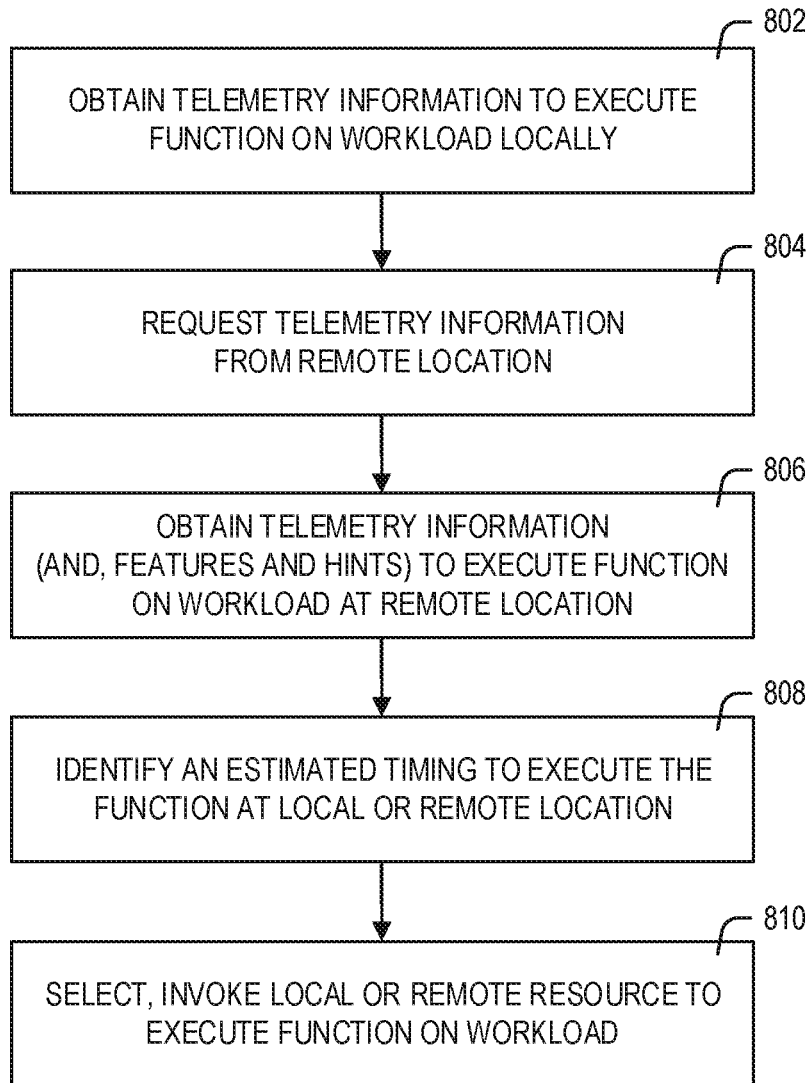 802
OBTAIN TELEMETRY INFORMATION TO EXECUTE
FUNCTION ON WORKLOAD LOCALLY
804
REQUEST TELEMETRY INFORMATION
FROM REMOTE LOCATION
806
OBTAIN TELEMETRY INFORMATION
(AND, FEATURES AND HINTS) TO EXECUTE FUNCTION
ON WORKLOAD AT REMOTE LOCATION
808
IDENTIFY AN ESTIMATED TIMING TO EXECUTE THE
FUNCTION AT LOCAL OR REMOTE LOCATION
810
SELECT, INVOKE LOCAL OR REMOTE RESOURCE TO
EXECUTE FUNCTION ON WORKLOAD